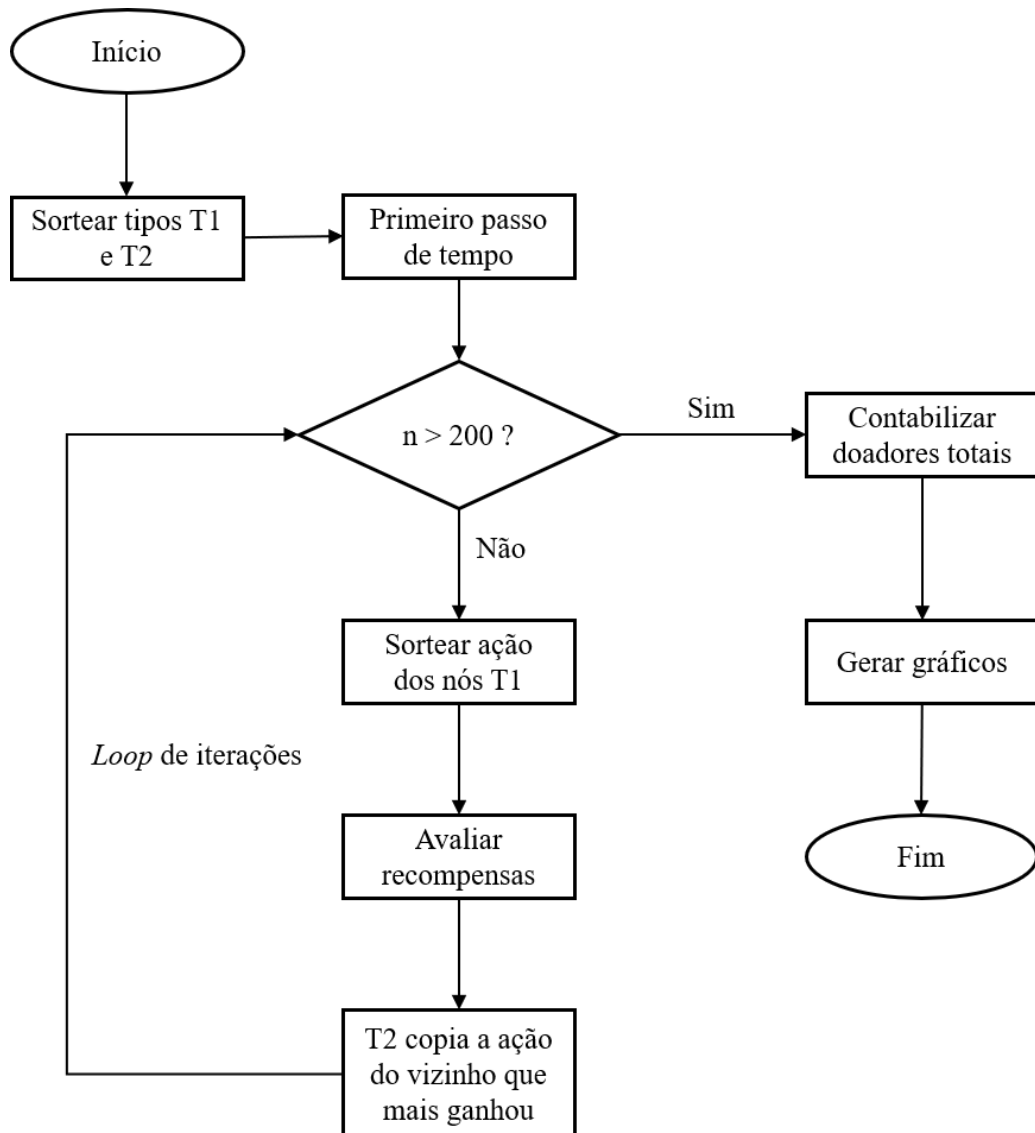 Início
Sortear tipos T1
e T2
Primeiro passo
de tempo
n > 200 ?
Sim
Contabilizar
doadores totais
Não
Sortear ação
dos nós T1
Gerar gráficos
Loop de iterações
Avaliar
recompensas
Fim
T2 copia a ação
do vizinho que
mais ganhou